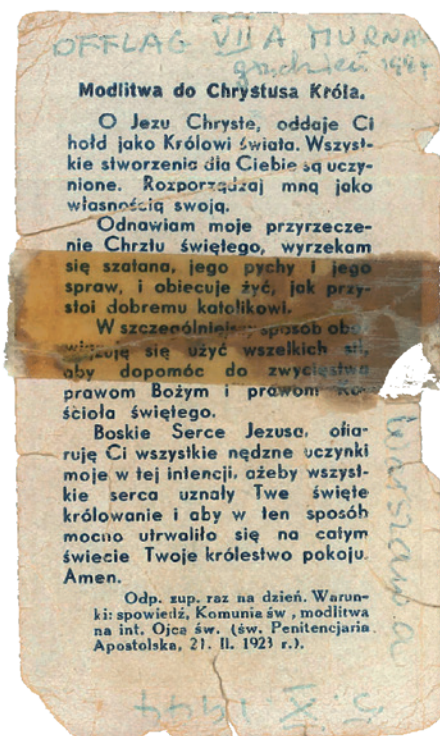 OFFLAG VII A MURNAU
grudzień 1944
Modlitwa do Chrystusa Króla.
O Jezu Chryste, oddaje Ci
hołd jako Królowi świata. Wszyst-
kie stworzenia dla Ciebie są uczy-
nione. Rozporządzaj mną jako
własnością swoją.
Odnawiam moje przyrzecze-
nie Chrztu świętego, wyrzekam
się szatana, jego pychy i jego
spraw, i obiecuje żyć, jak przy-
stoi dobremu katolikowi.
W szczególniejszy sposób obo-
wiązują się użyć wszelkich sił,
aby dopomóc do zwycięstwa
prawom Bożym i prawom Ko-
ścioła świętego.
Boskie Serce Jezusa, ofia-
ruję Ci wszystkie nędzne uczynki
moje w tej intencji, ażeby wszyst-
kie serca uznały Twe święte
królowanie i aby w ten sposób
mocno utrwaliło się na całym
świecie Twoje królestwo pokoju.
Amen.
Odp. zup. raz na dzień. Warun-
ki: spowiedź, Komunia św, modlitwa
na int. Ojca św. (św. Penitencjaria
Apostolska, 21. II. 1923 r.).
Warszawa
5. IX. 1944